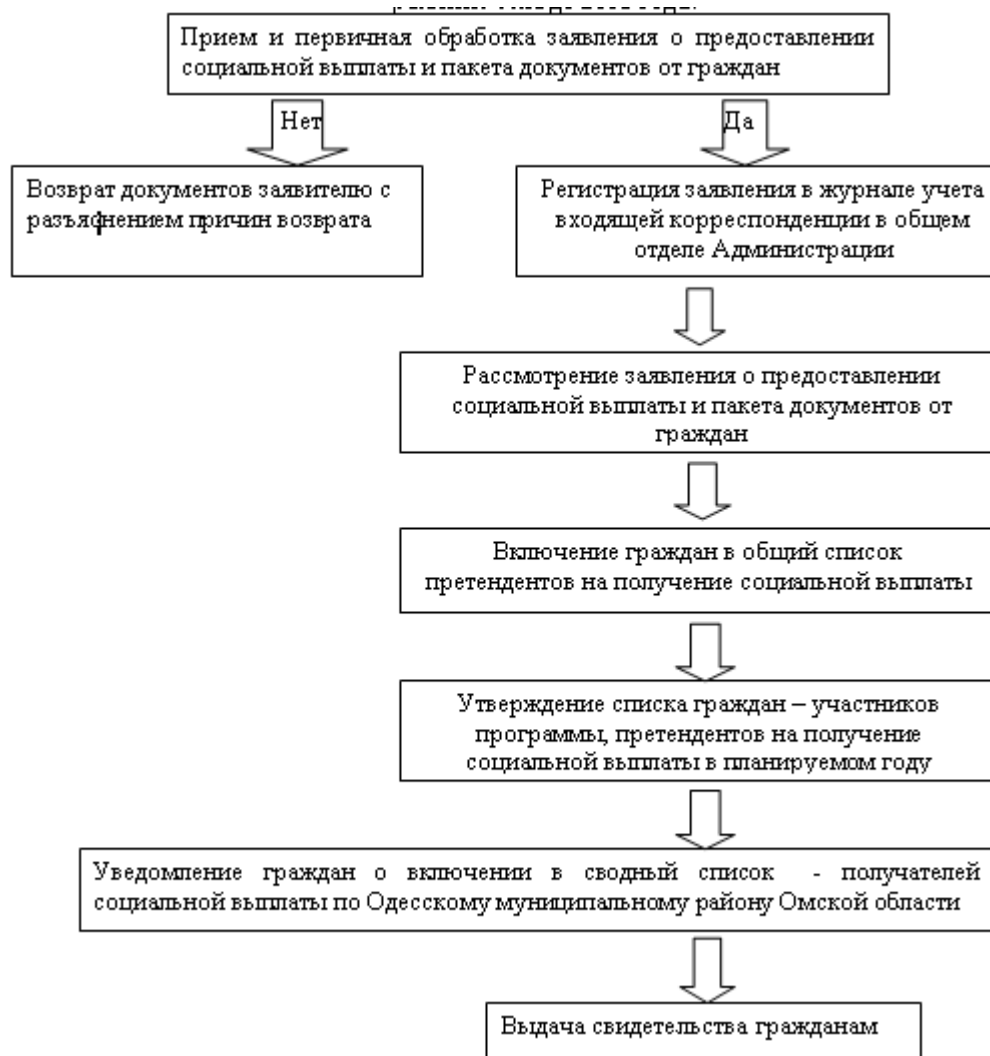 Прием и первичная обработка заявления о предоставлении
социальной выплаты и пакета документов от граждан
Нет
Да
Возврат документов заявителю с
разъяснением причин возврата
Регистрация заявления в журнале учета
входящей корреспонденции в общем
отделе Администрации
Рассмотрение заявления о предоставлении
социальной выплаты и пакета документов от
граждан
Включение граждан в общий список
претендентов на получение социальной выплаты
Утверждение списка граждан – участников
программы, претендентов на получение
социальной выплаты в планируемом году
Уведомление граждан о включении в сводный список - получателей
социальной выплаты по Одесскому муниципальному району Омской области
Выдача свидетельства гражданам